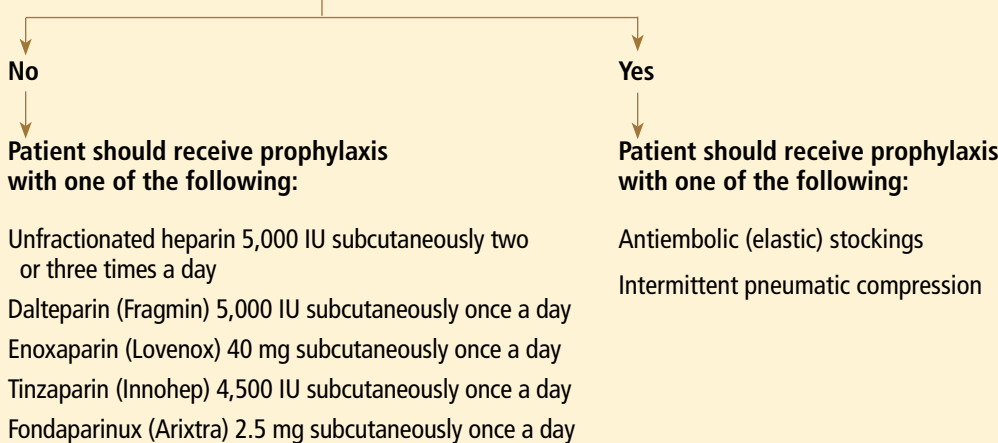 No
Patient should receive prophylaxis
with one of the following:
Unfractionated heparin 5,000 IU subcutaneously two
or three times a day
Dalteparin (Fragmin) 5,000 IU subcutaneously once a day
Enoxaparin (Lovenox) 40 mg subcutaneously once a day
Tinzaparin (Innohep) 4,500 IU subcutaneously once a day
Fondaparinux (Arixtra) 2.5 mg subcutaneously once a day
Yes
Patient should receive prophylaxis
with one of the following:
Antiembolic (elastic) stockings
Intermittent pneumatic compression